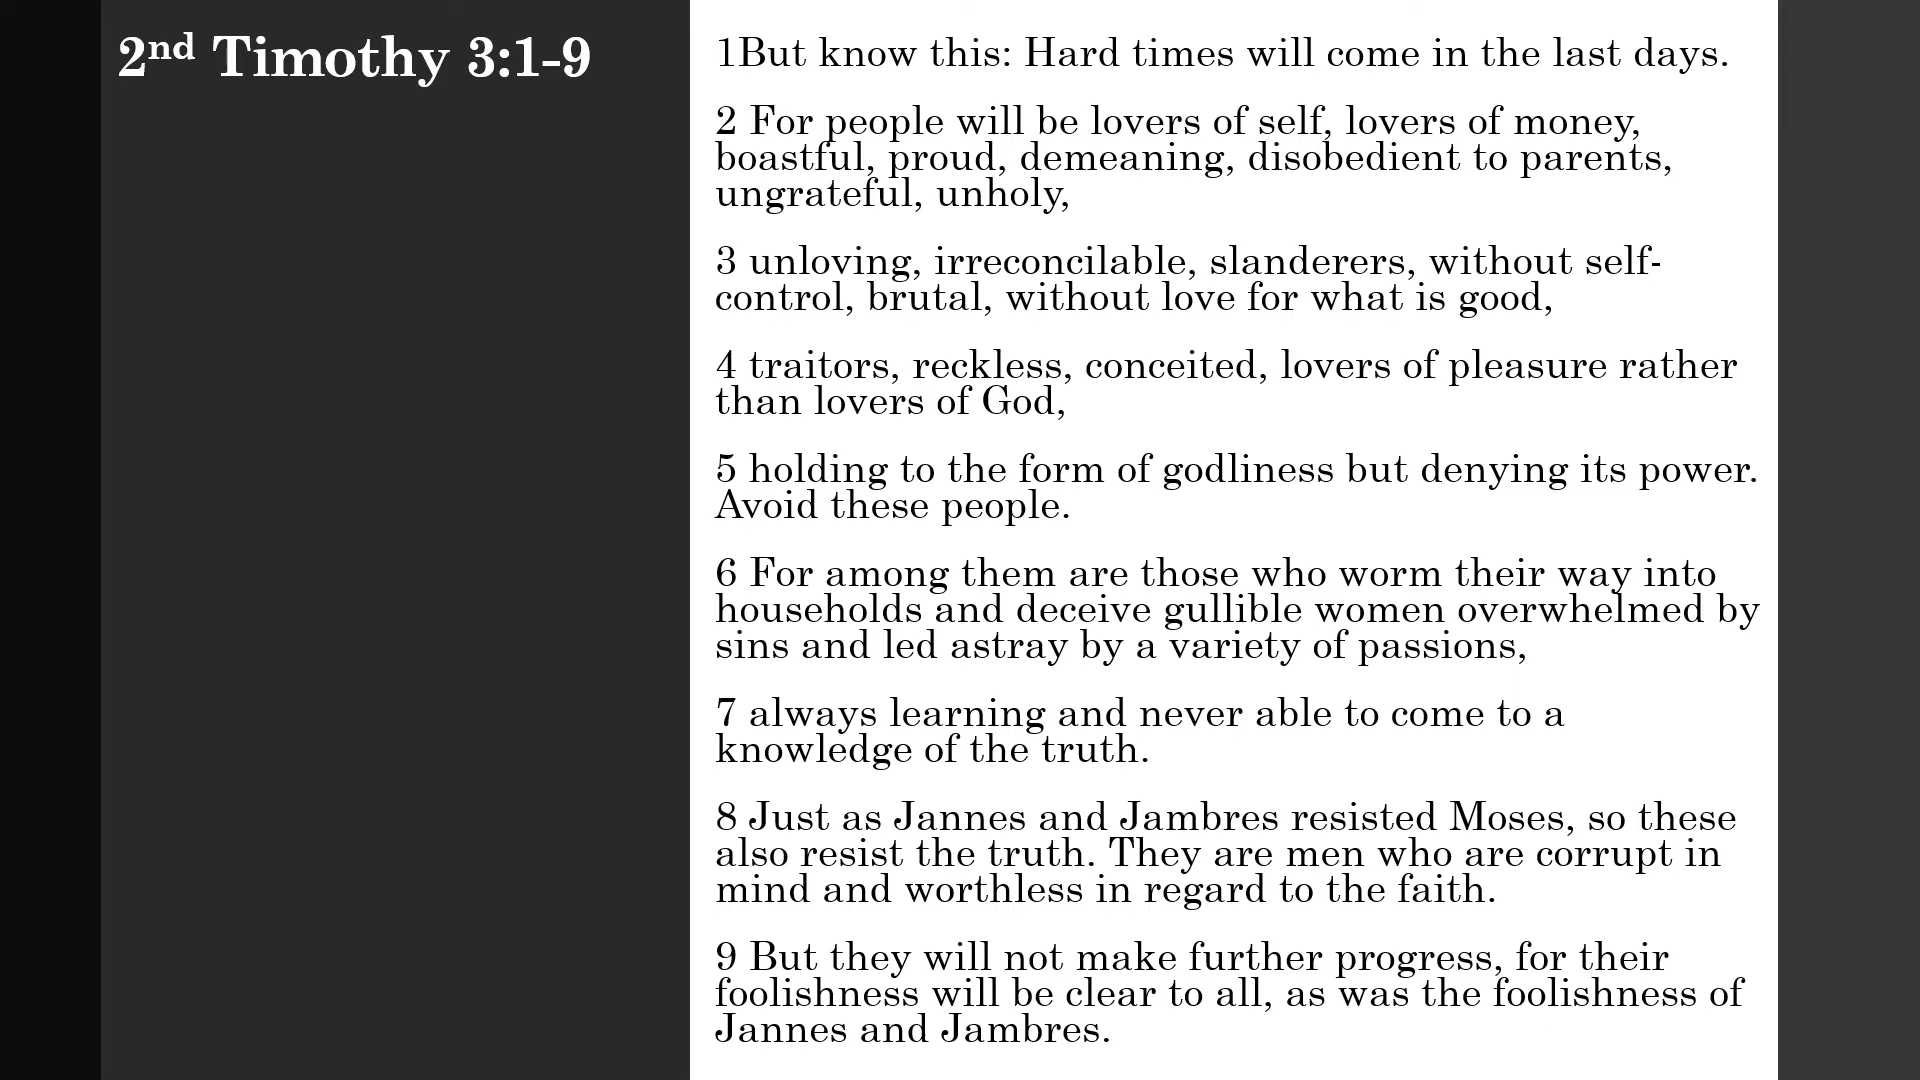 2nd Timothy 3:1-9
1But know this: Hard times will come in the last days.
2 For people will be lovers of self, lovers of money,
boastful, proud, demeaning, disobedient to parents,
ungrateful, unholy,
3 unloving, irreconcilable, slanderers, without self-
control, brutal, without love for what is good,
4 traitors, reckless, conceited, lovers of pleasure rather
than lovers of God,
5 holding to the form of godliness but denying its power.
Avoid these people.
6 For among them are those who worm their way into
households and deceive gullible women overwhelmed by
sins and led astray by a variety of passions,
7 always learning and never able to come to a
knowledge of the truth.
8 Just as Jannes and Jambres resisted Moses, so these
also resist the truth. They are men who are corrupt in
mind and worthless in regard to the faith.
9 But they will not make further progress, for their
foolishness will be clear to all, as was the foolishness of
Jannes and Jambres.